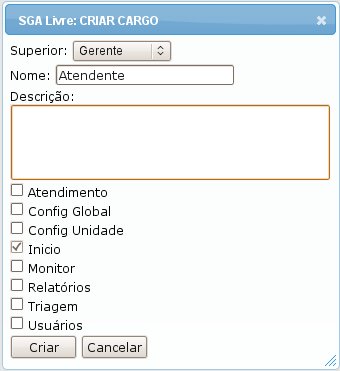 SGA Livre: CRIAR CARGO
Superior: Gerente
Nome: Atendente
Descrição:
Atendimento
Config Global
Config Unidade
Inicio
Monitor
Relatórios
Triagem
Usuários
Criar Cancelar